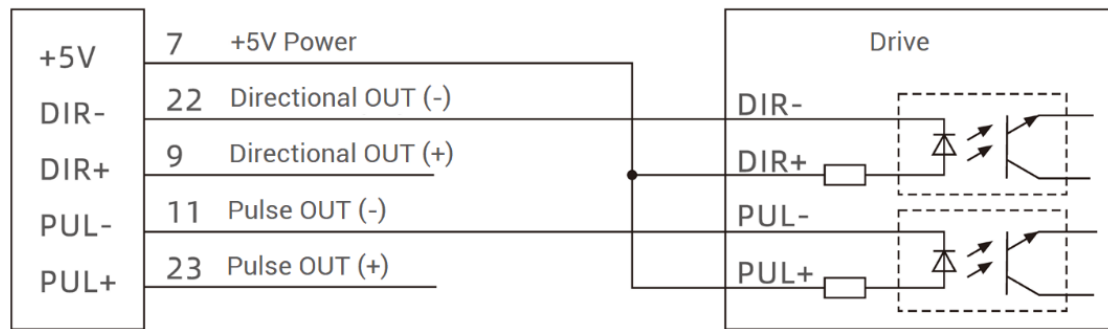 +5V 7 +5V Power
DIR- 22 Directional OUT (-)
DIR+ 9 Directional OUT (+)
PUL- 11 Pulse OUT (-)
PUL+ 23 Pulse OUT (+)
Drive
DIR-
DIR+
PUL-
PUL+